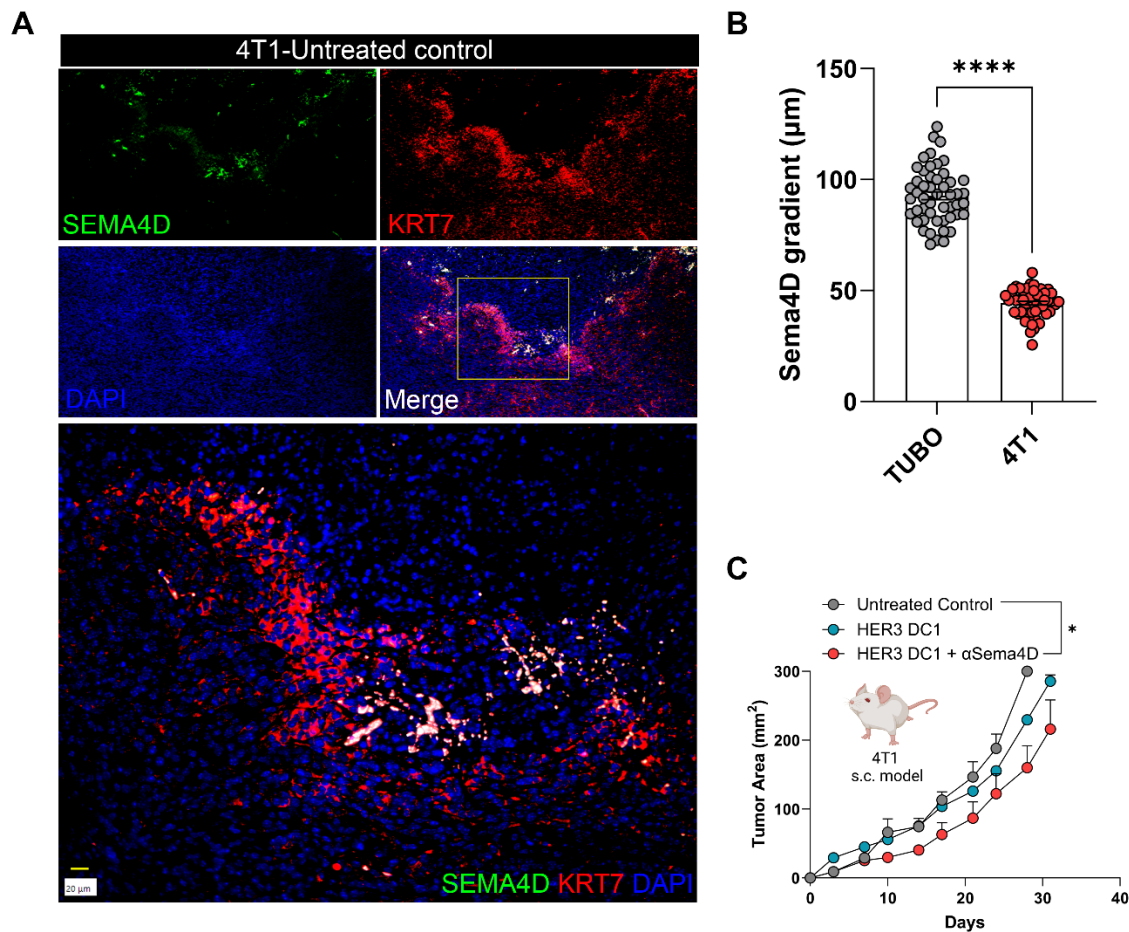 A
4T1-Untreated control
SEMA4D
KRT7
DAPI
Merge
20 µm
SEMA4D KRT7 DAPI
B
****
Sema4D gradient (µm)
150
100
50
0
TUBO
4T1
C
Untreated Control
HER3 DC1
HER3 DC1 + αSema4D
*
Tumor Area (mm²)
300
200
100
0
4T1
s.c. model
0 10 20 30 40
Days